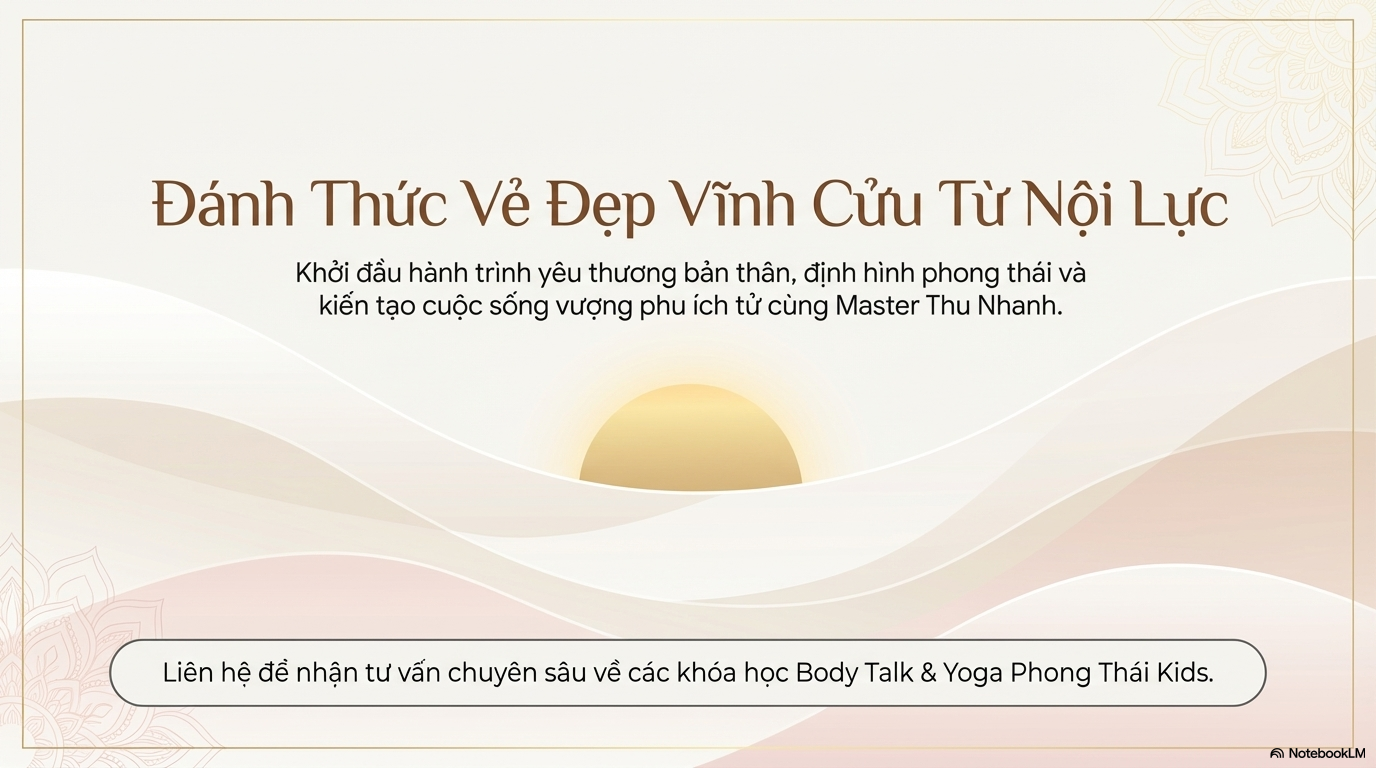 Đánh Thức Vẻ Đẹp Vĩnh Cửu Từ Nội Lực
Khởi đầu hành trình yêu thương bản thân, định hình phong thái và
kiến tạo cuộc sống vượng phu ích tử cùng Master Thu Nhanh.
Liên hệ để nhận tư vấn chuyên sâu về các khóa học Body Talk & Yoga Phong Thái Kids.
NotebookLM